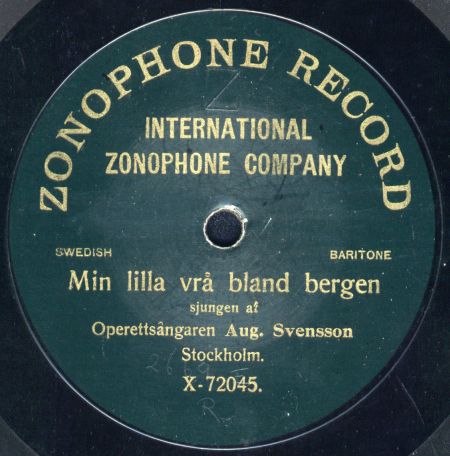 ZONOPHONE RECORD
INTERNATIONAL
ZONOPHONE COMPANY
SWEDISH
BARITONE
Min lilla vrå bland bergen
sjungen af
Operettsångaren Aug. Svensson
Stockholm.
X-72045.
R